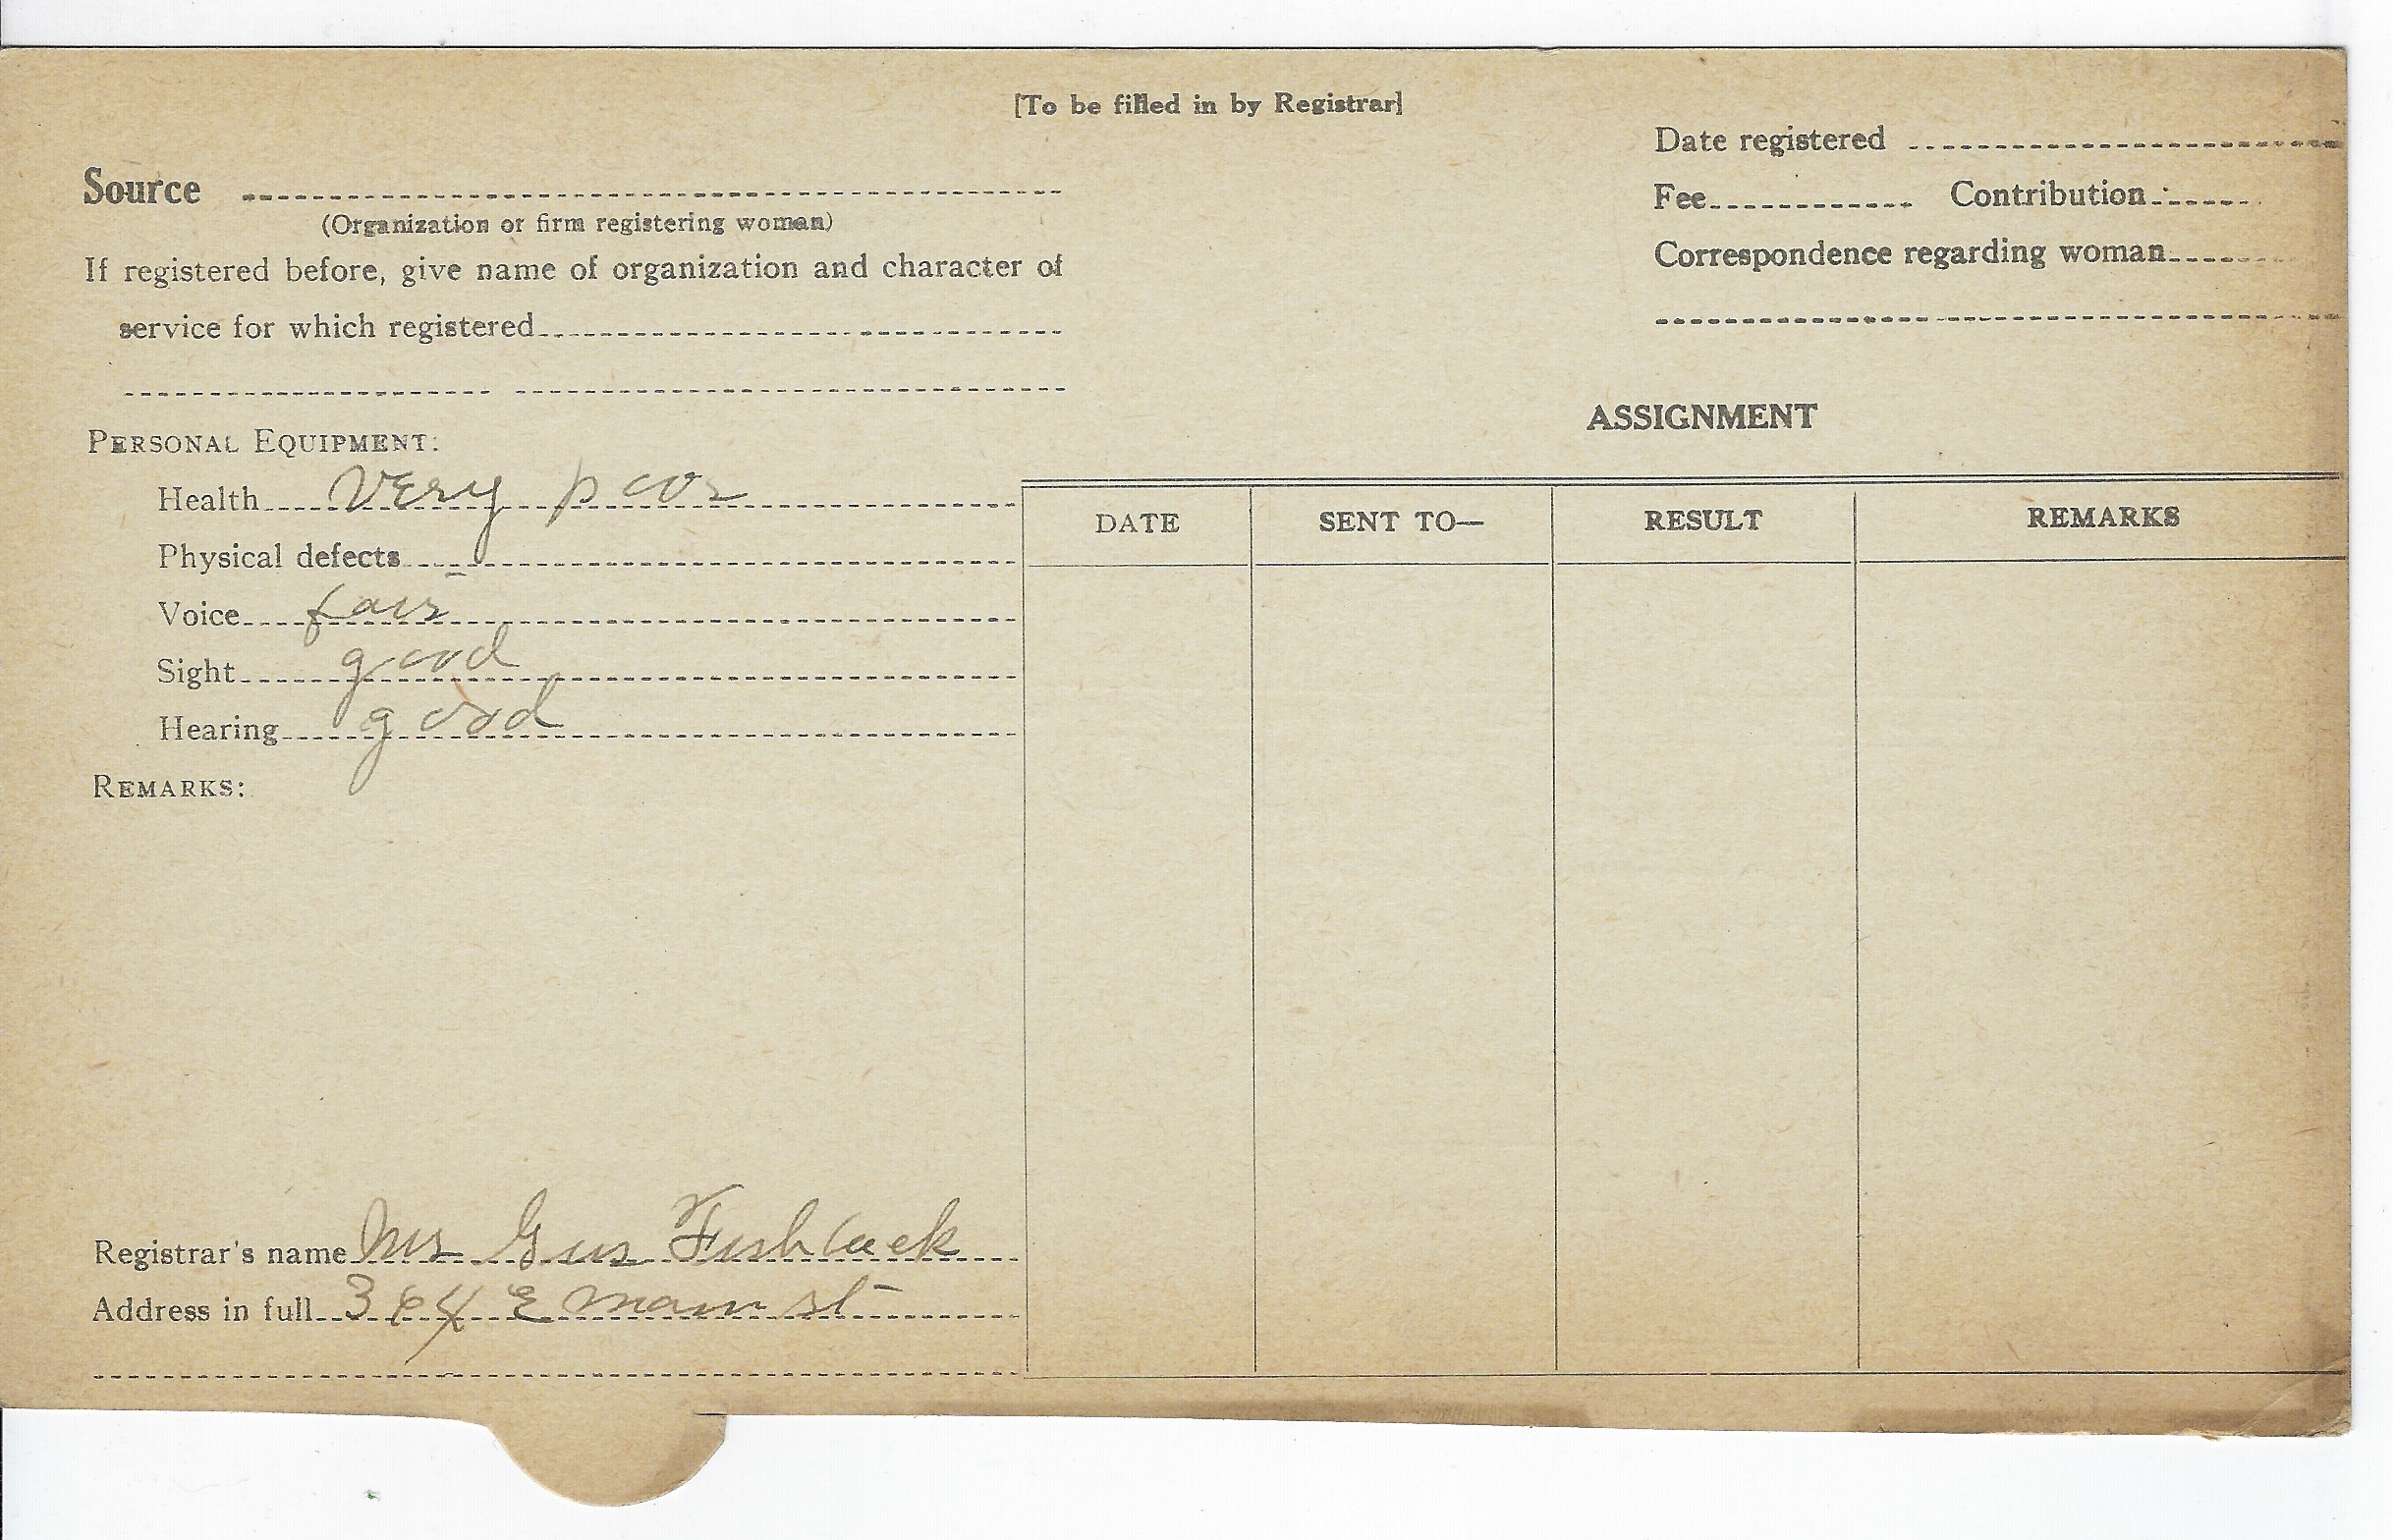 [To be filled in by Registrar]
Date registered
Source
Fee Contribution
(Organization or firm registering woman)
Correspondence regarding woman
If registered before, give name of organization and character of
service for which registered
ASSIGNMENT
PERSONAL EQUIPMENT:
Health very poor
Physical defects -
Voice fair
Sight good
Hearing good
REMARKS:
DATE SENT TO— RESULT REMARKS
Registrar's name Mrs Gus
Address in full E main st